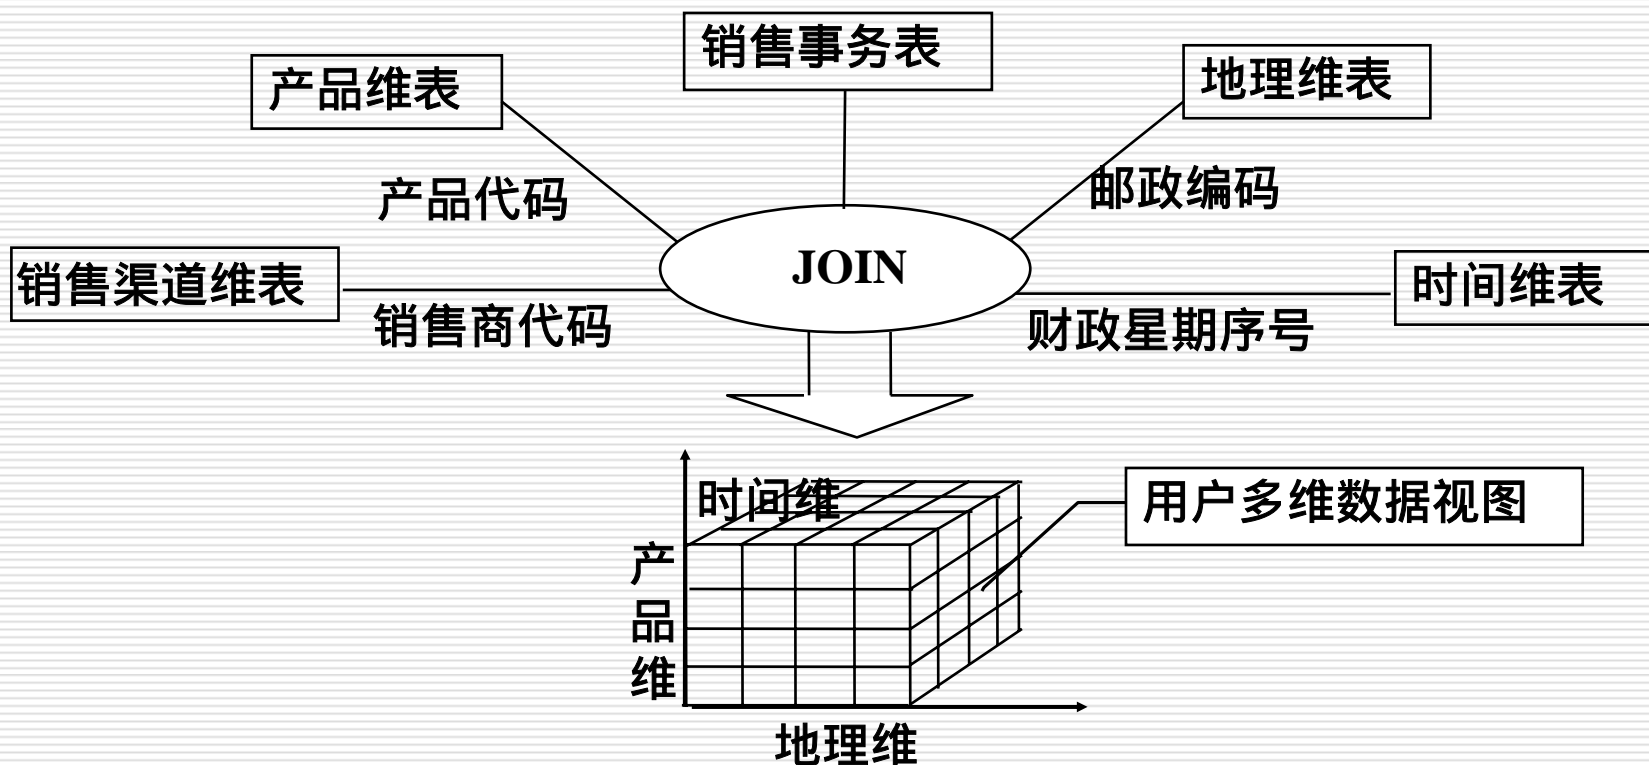 销售事务表
产品维表
地理维表
产品代码
邮政编码
JOIN
销售渠道维表
时间维表
销售商代码
财政星期序号
时间维
用户多维数据视图
产
品
维
地理维